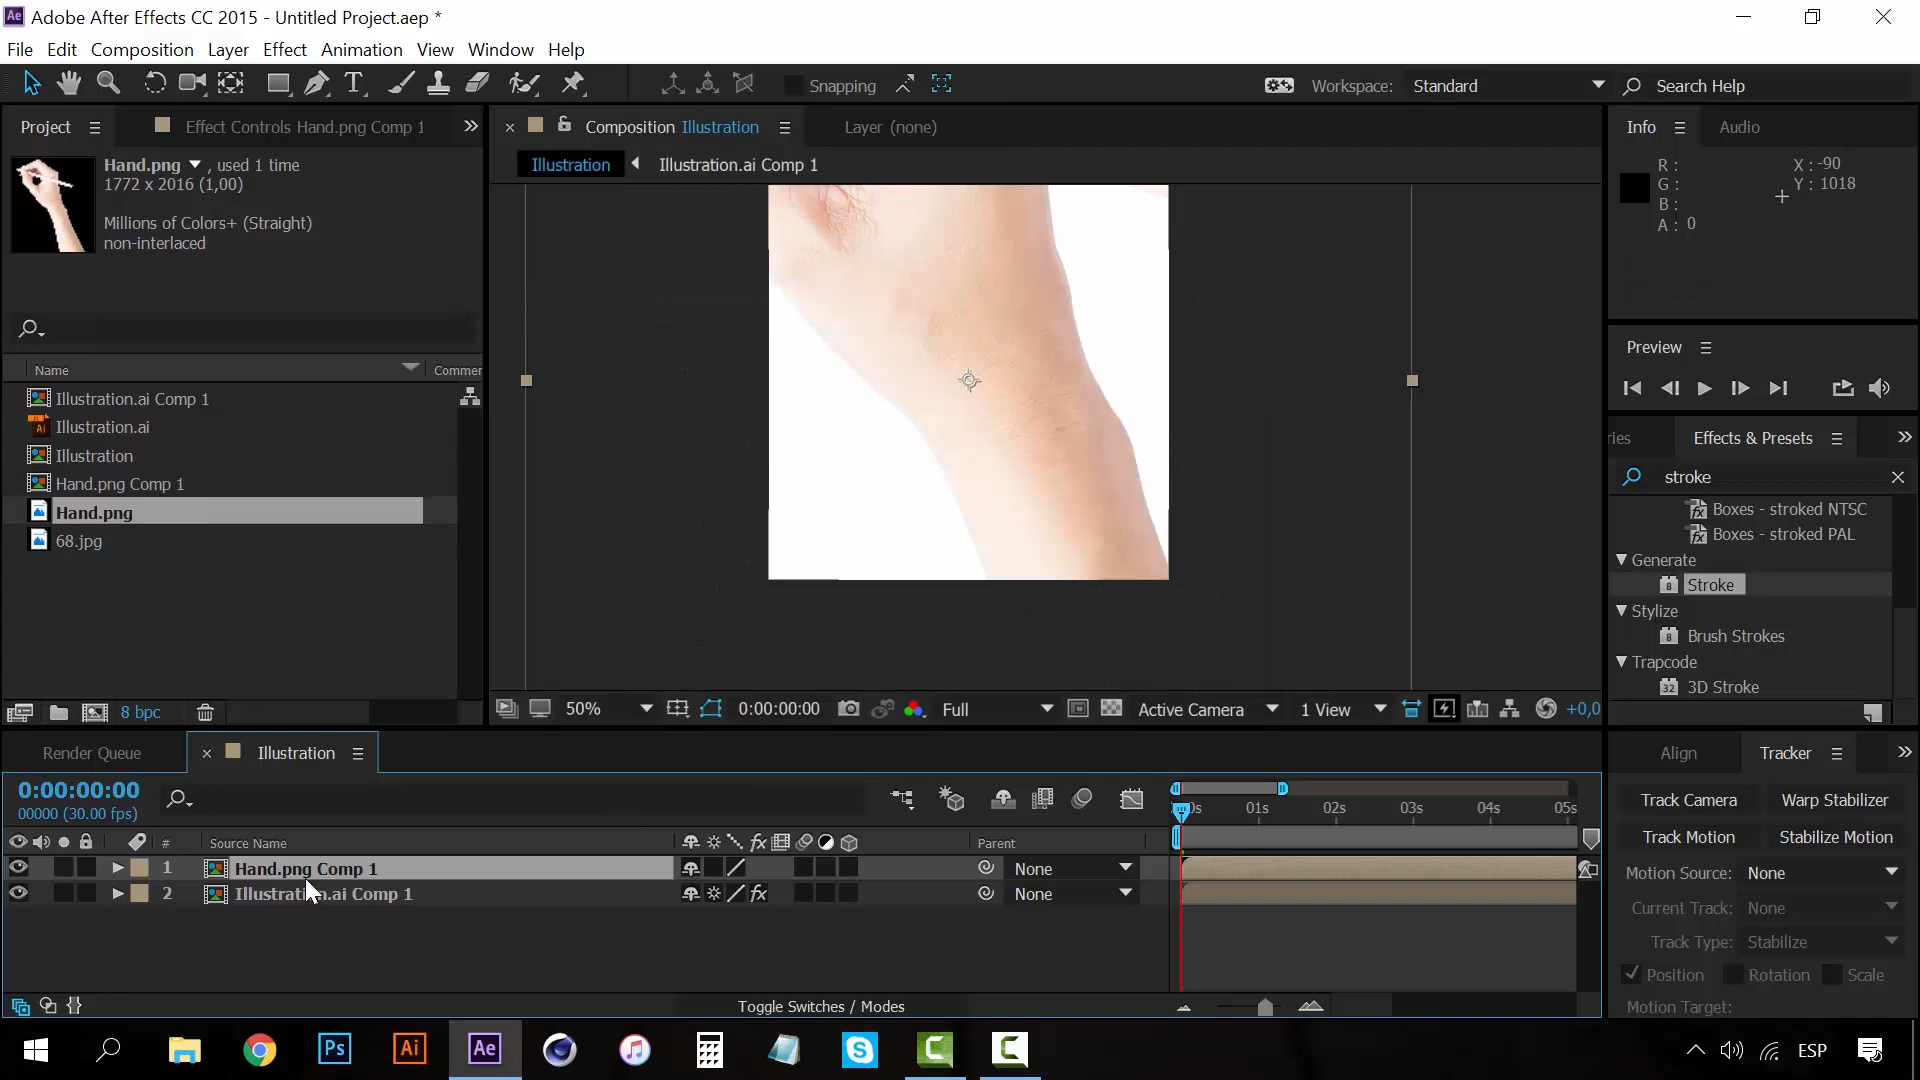 Adobe After Effects CC 2015 - Untitled Project.aep *
File Edit Composition Layer Effect Animation View Window Help
Snapping
Workspace: Standard
Search Help
Project
Effect Controls Hand.png Comp 1
Hand.png , used 1 time
1772 x 2016 (1,00)
Millions of Colors+ (Straight)
non-interlaced
Name
Illustration.ai Comp 1
Illustration.ai
Illustration
Hand.png Comp 1
Hand.png
68.jpg
8 bpc
Composition Illustration
Layer (none)
Illustration
Illustration.ai Comp 1
50%
0:00:00:00
Full
Active Camera
1 View
+0,0
Info
Audio
R :
G :
B :
A : 0
X : -90
Y : 1018
Preview
Effects & Presets
stroke
Boxes - stroked NTSC
Boxes - stroked PAL
Generate
Stroke
Stylize
Brush Strokes
Trapcode
3D Stroke
Render Queue
Illustration
0:00:00:00
00000 (30.00 fps)
# Source Name
Parent
1 Hand.png Comp 1
None
2 Illustration.ai Comp 1
None
01s 02s 03s 04s 05s
Toggle Switches / Modes
Align
Tracker
Track Camera
Warp Stabilizer
Track Motion
Stabilize Motion
Motion Source: None
Current Track: None
Track Type: Stabilize
Position Rotation Scale
Motion Target:
Ps
Ai
Ae
ESP